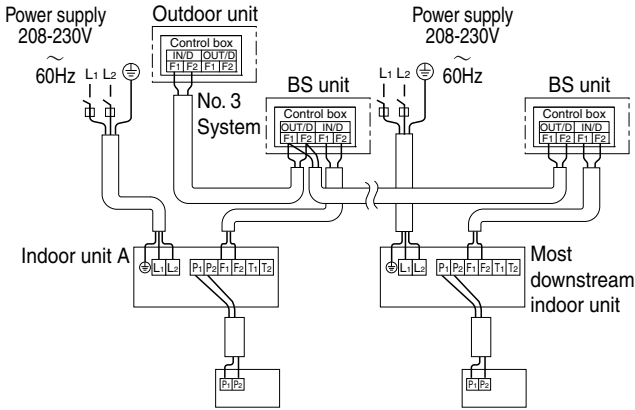 Power supply
208-230V
~
60Hz
L1 L2
Outdoor unit
Control box
IN/D OUT/D
F1 F2 F1 F2
No. 3
System
BS unit
Control box
OUT/D IN/D
F1 F2 F1 F2
Power supply
208-230V
~
60Hz
L1 L2
BS unit
Control box
OUT/D IN/D
F1 F2 F1 F2
Indoor unit A
L1 L2
P1 P2 F1 F2 T1 T2
P1 P2
L1 L2
P1 P2 F1 F2 T1 T2
Most
downstream
indoor unit
P1 P2